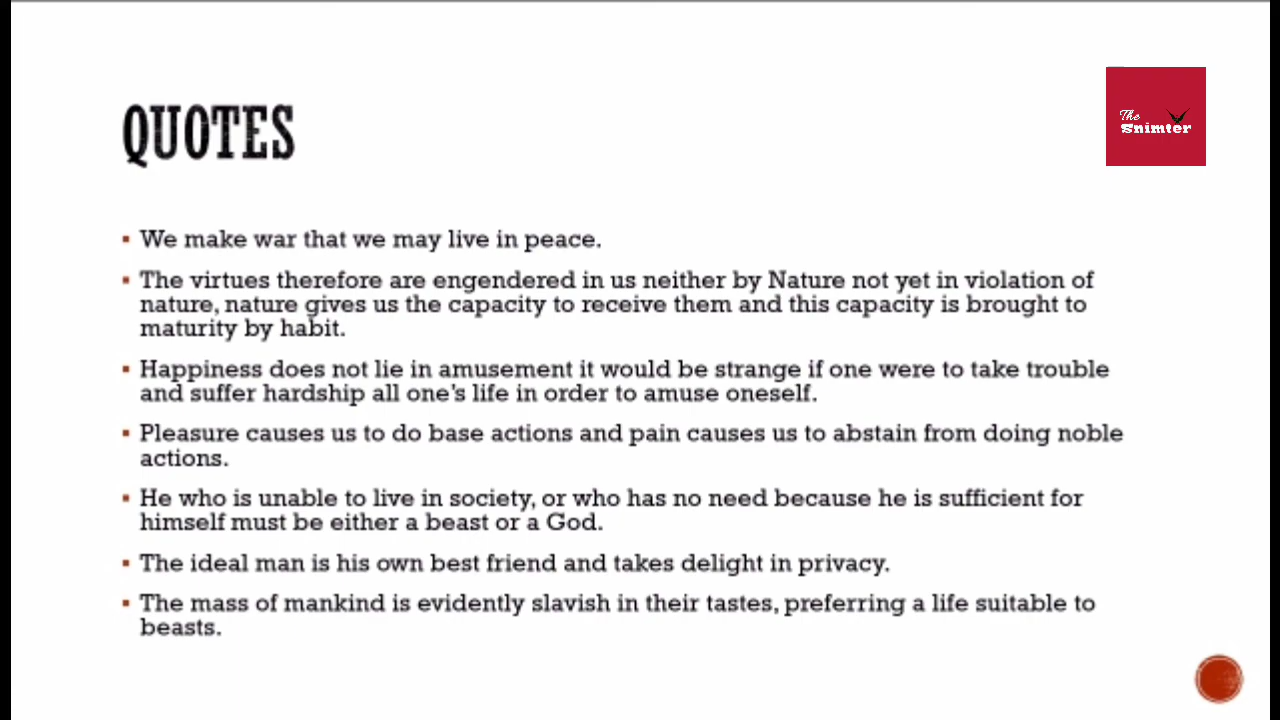 QUOTES
The
Snimter
▪ We make war that we may live in peace.
▪ The virtues therefore are engendered in us neither by Nature not yet in violation of
nature, nature gives us the capacity to receive them and this capacity is brought to
maturity by habit.
▪ Happiness does not lie in amusement it would be strange if one were to take trouble
and suffer hardship all one's life in order to amuse oneself.
▪ Pleasure causes us to do base actions and pain causes us to abstain from doing noble
actions.
▪ He who is unable to live in society, or who has no need because he is sufficient for
himself must be either a beast or a God.
▪ The ideal man is his own best friend and takes delight in privacy.
▪ The mass of mankind is evidently slavish in their tastes, preferring a life suitable to
beasts.